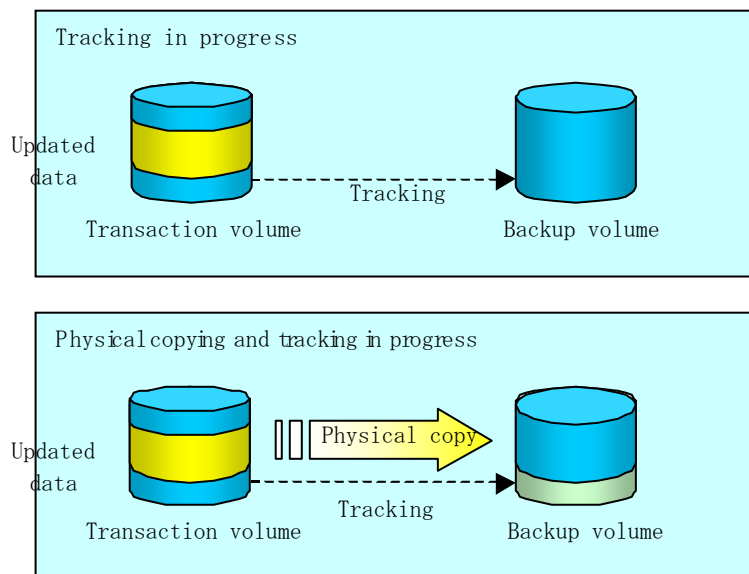 Tracking in progress
Updated
data
Tracking
Transaction volume
Backup volume
Physical copying and tracking in progress
Physical copy
Updated
data
Tracking
Transaction volume
Backup volume